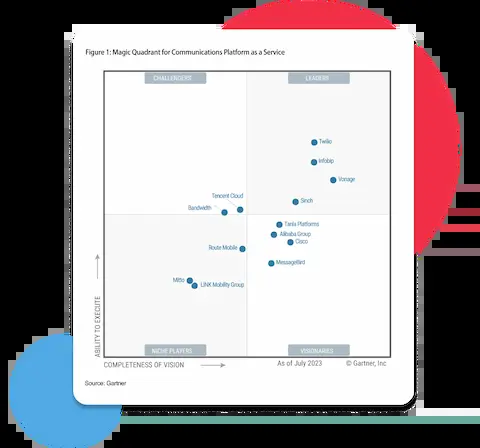 Figure 1: Magic Quadrant for Communications Platform as a Service
CHALLENGERS
LEADERS
Twilio
Infobip
Vonage
Sinch
Tencent Cloud
Bandwidth
Tanla Platforms
Alibaba Group
Cisco
Route Mobile
MessageBird
Mitto
LINK Mobility Group
ABILITY TO EXECUTE
NICHE PLAYERS
VISIONARIES
COMPLETENESS OF VISION
As of July 2023
© Gartner, Inc
Source: Gartner